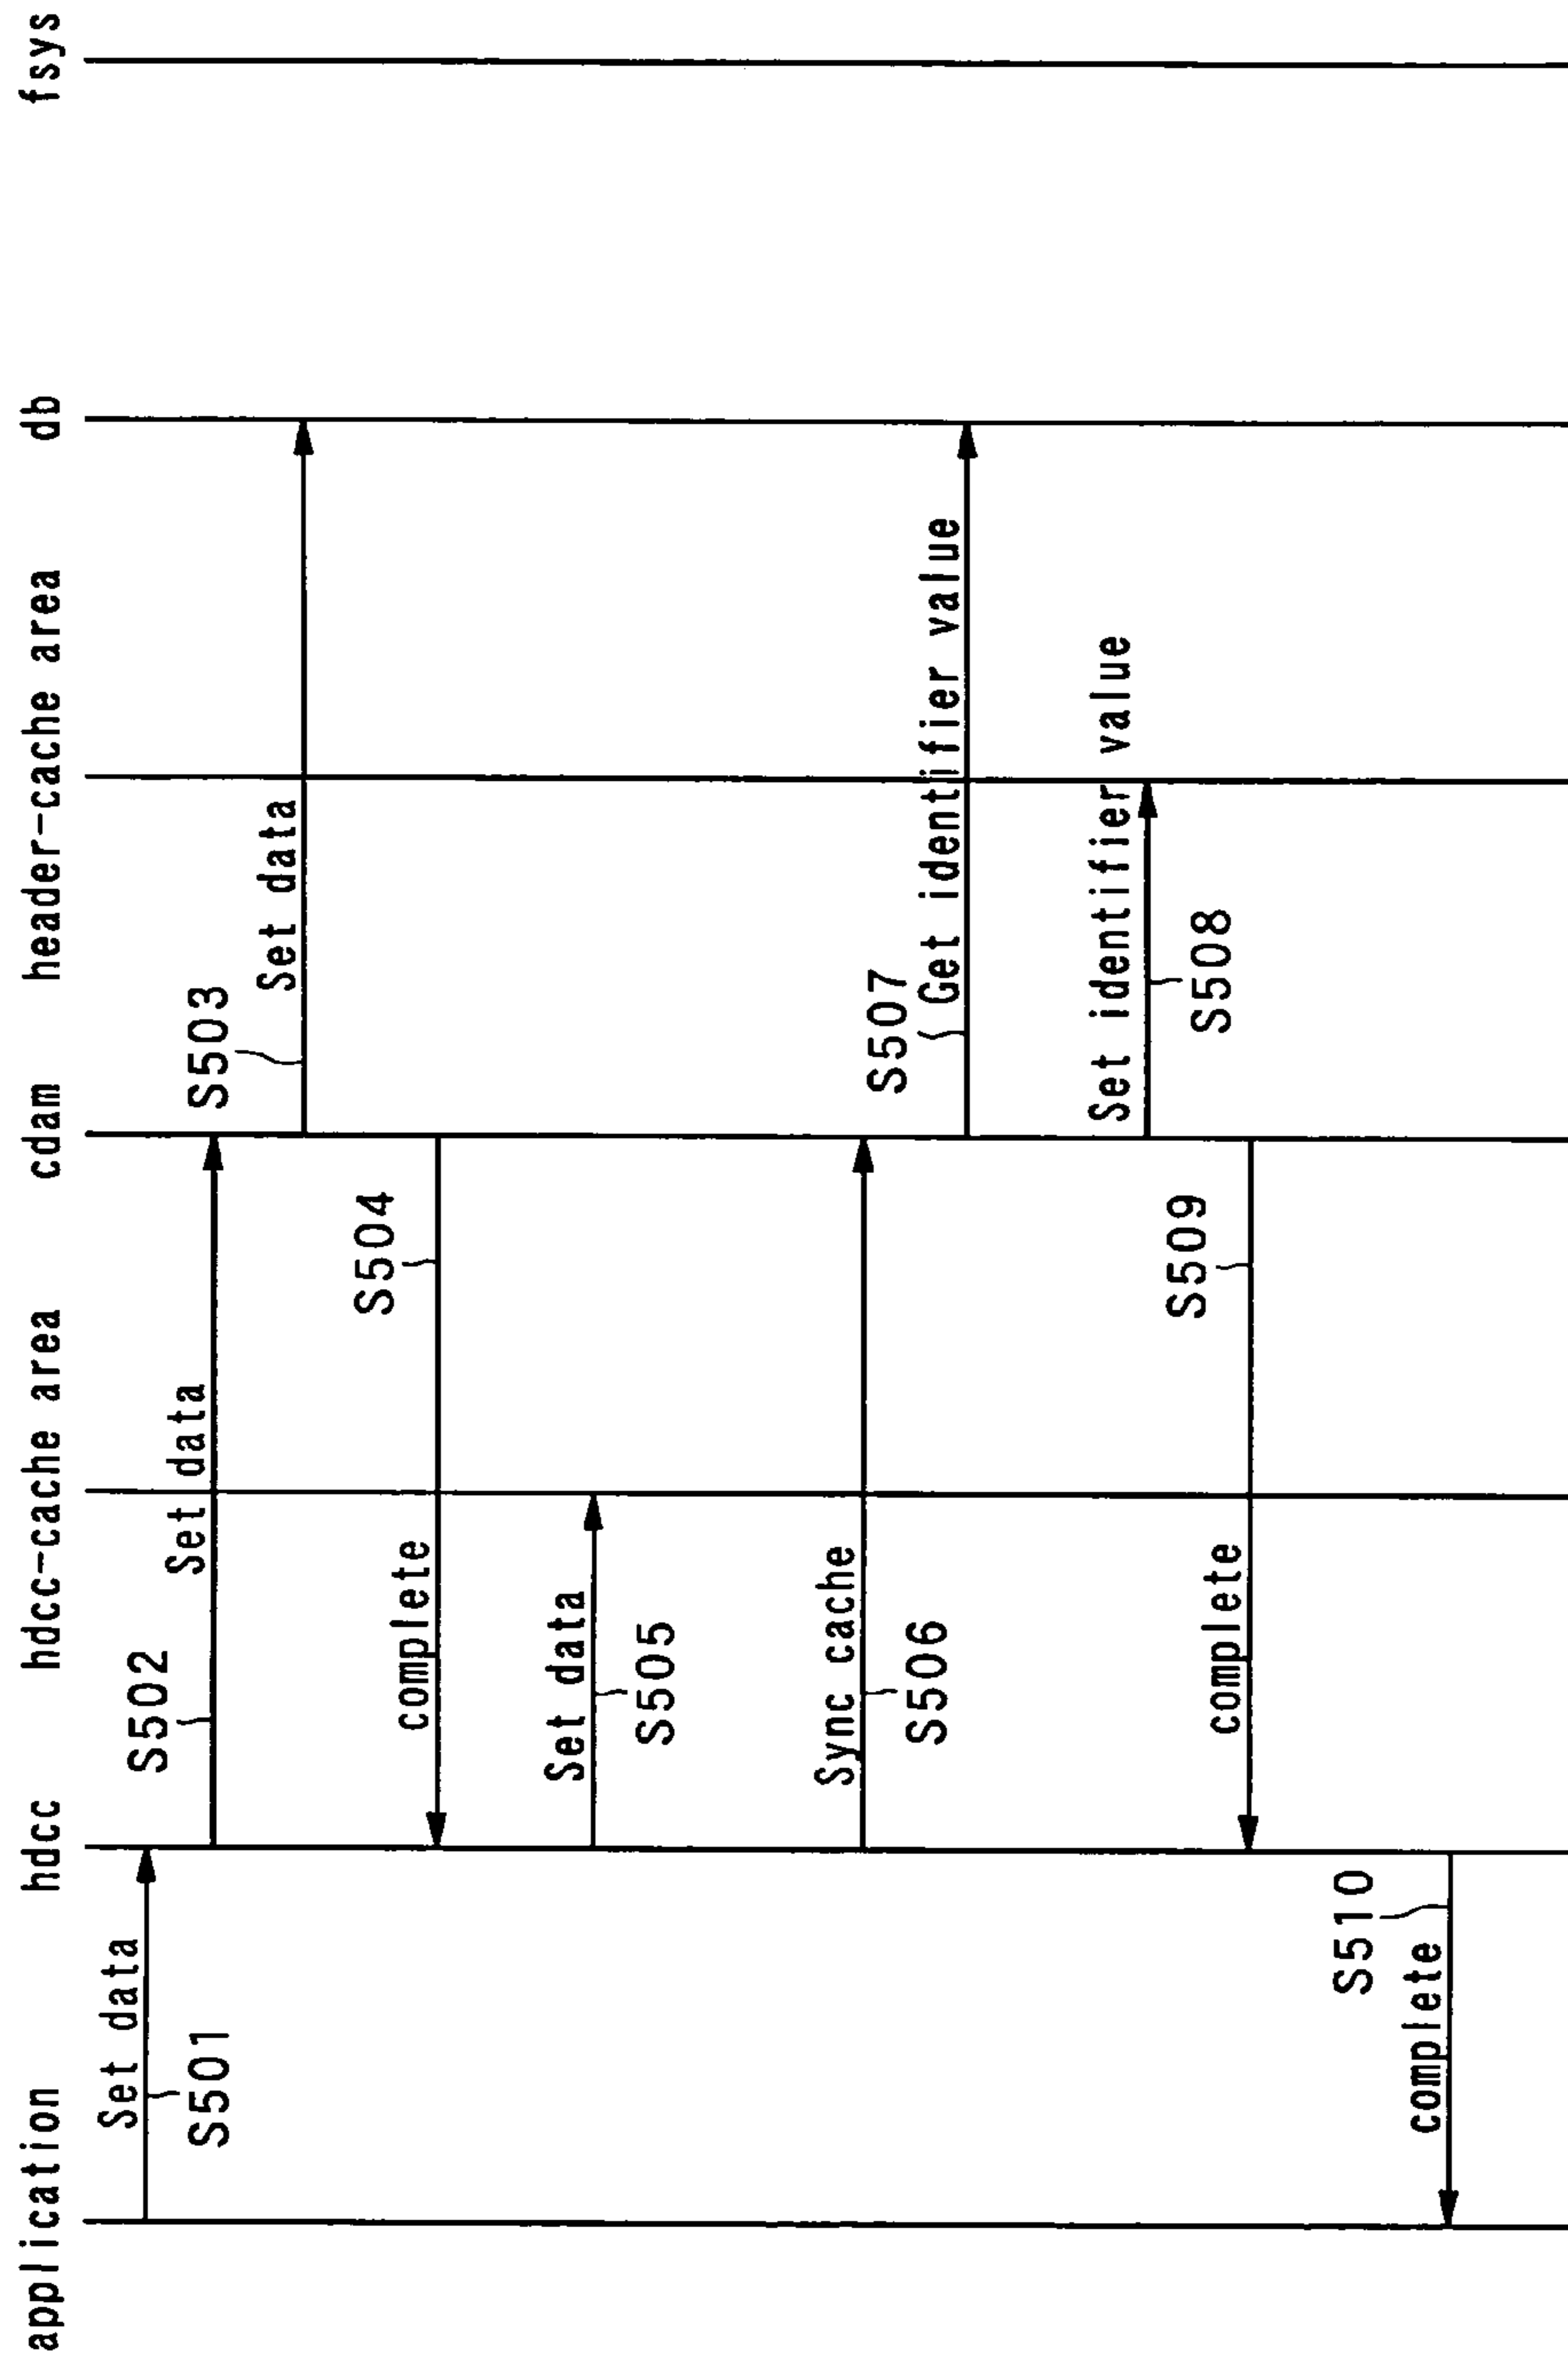 application
hdcc
hdcc-cache area
cdam
header-cache area
db
fsys
Set data
S501
S502
Set data
S503
Set data
S504
complete
Set data
S505
Sync cache
S506
S507
Get identifier value
Set identifier value
S508
S509
complete
S510
complete